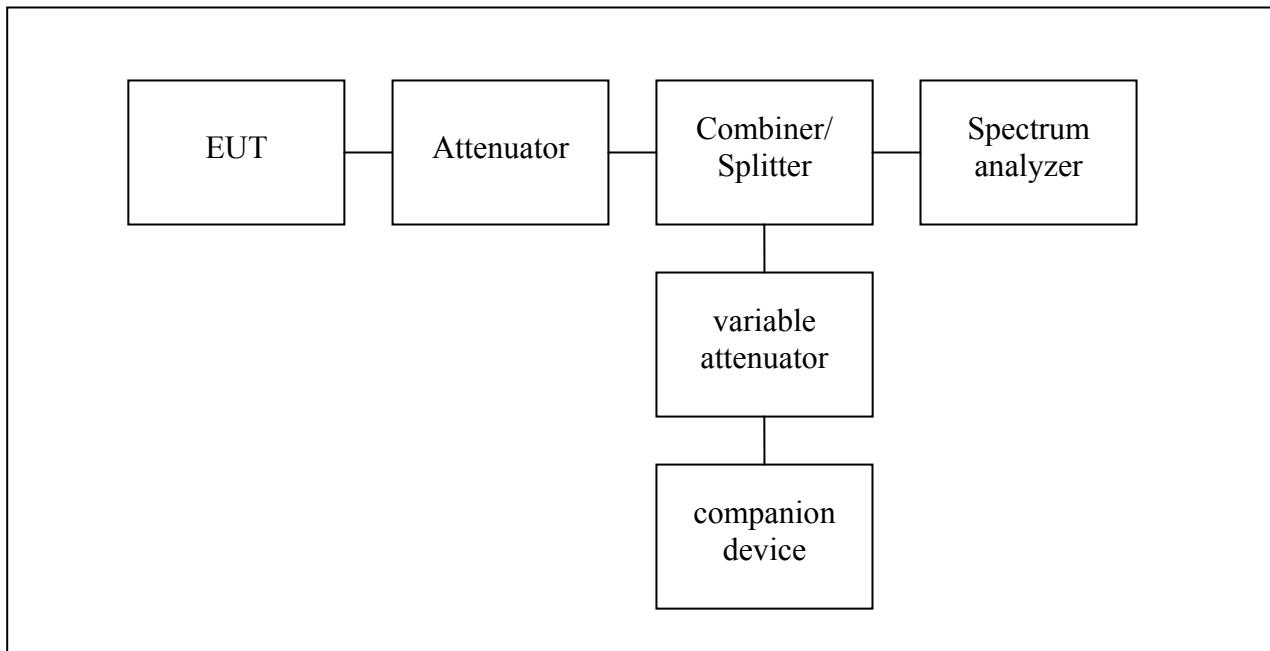 EUT
Attenuator
Combiner/
Splitter
Spectrum
analyzer
variable
attenuator
companion
device